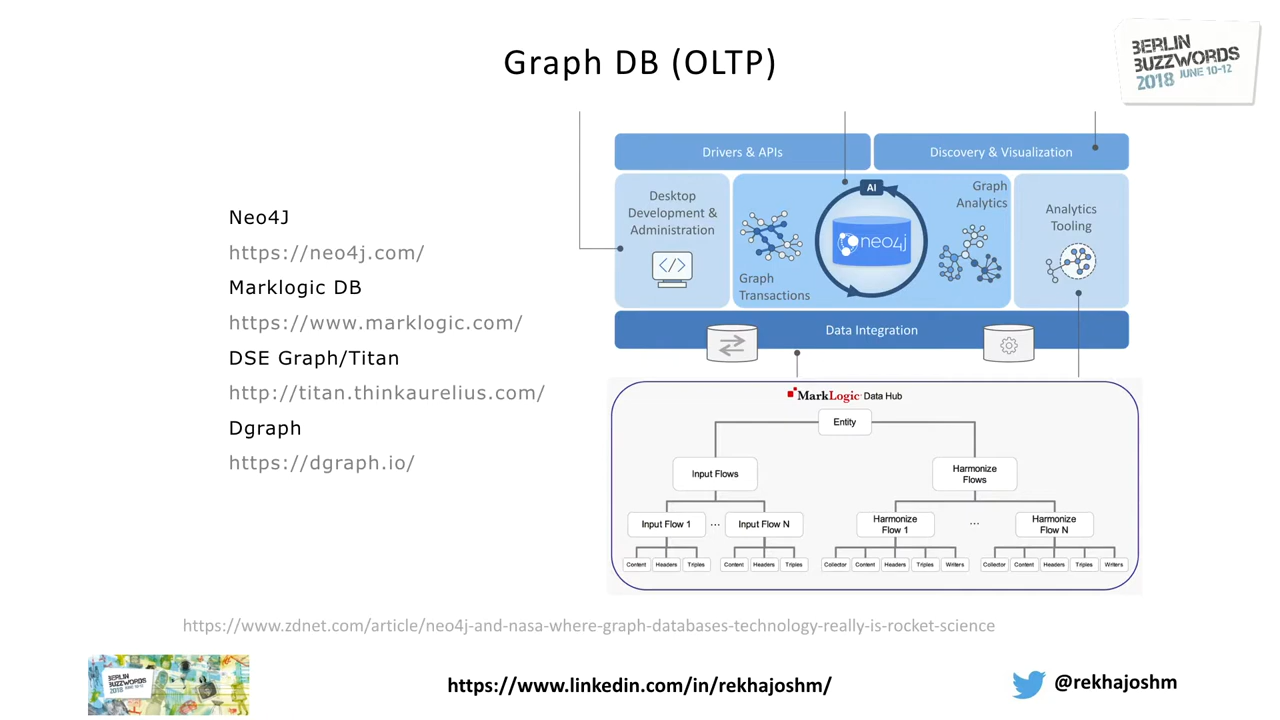 Graph DB (OLTP)
BERLIN
BUZZWORDS
2018 JUNE 10-12
Neo4J
https://neo4j.com/
Marklogic DB
https://www.marklogic.com/
DSE Graph/Titan
http://titan.thinkaurelius.com/
Dgraph
https://dgraph.io/
Drivers & APIs
Discovery & Visualization
Desktop
Development &
Administration
</>
Graph
Transactions
AI
neo4j
Graph
Analytics
Analytics
Tooling
Data Integration
MarkLogic Data Hub
Entity
Input Flows
Harmonize
Flows
Input Flow 1 ... Input Flow N
Harmonize
Flow 1
...
Harmonize
Flow N
Content Headers Triples Content Headers Triples Collector Content Headers Triples Writers Collector Content Headers Triples Writers
https://www.zdnet.com/article/neo4j-and-nasa-where-graph-databases-technology-really-is-rocket-science
BERLIN
BUZZWORDS
2018
https://www.linkedin.com/in/rekhajoshm/
@rekhajoshm